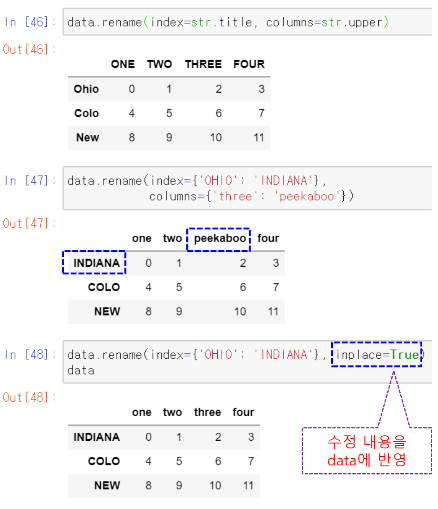 In [46]: data.rename(index=str.title, columns=str.upper)
Out[46]:
ONE TWO THREE FOUR
Ohio 0 1 2 3
Colo 4 5 6 7
New 8 9 10 11
In [47]: data.rename(index={'OHIO': 'INDIANA'},
columns={'three': 'peekaboo'})
Out[47]:
one two peekaboo four
INDIANA 0 1 2 3
COLO 4 5 6 7
NEW 8 9 10 11
In [48]: data.rename(index={'OHIO': 'INDIANA'}, inplace=True)
data
Out[48]:
one two three four
INDIANA 0 1 2 3
COLO 4 5 6 7
NEW 8 9 10 11
수정 내용을
data에 반영